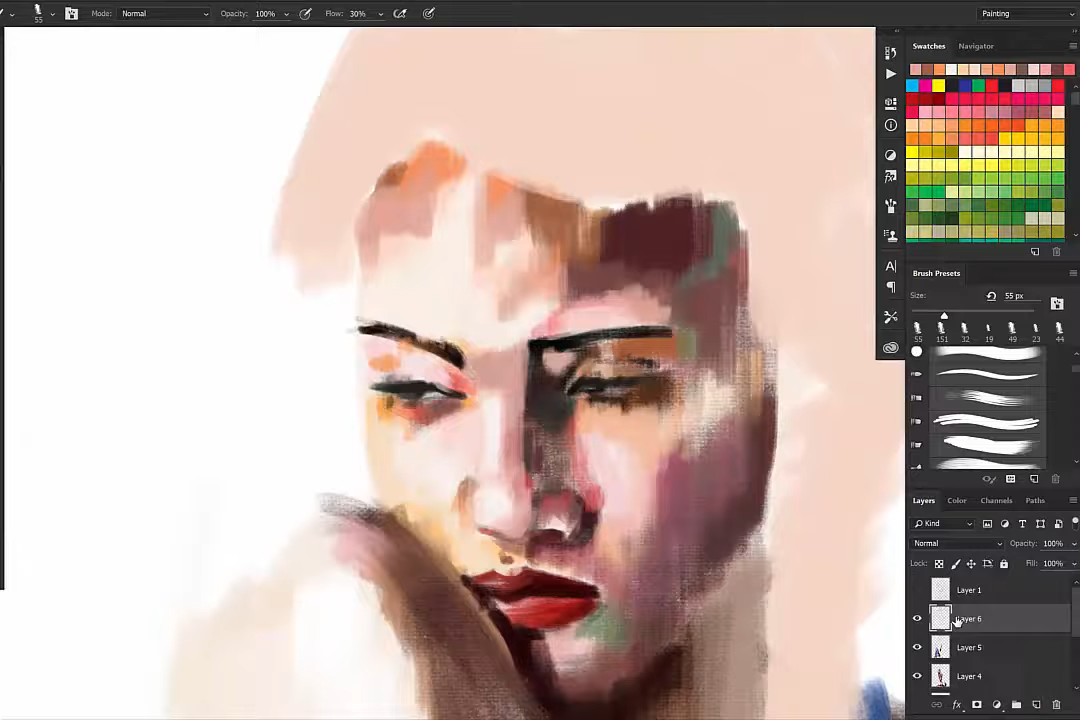 55 Mode: Normal Opacity: 100% Flow: 30% Painting
Swatches Navigator
Brush Presets
Size: 55 px
55 151 32 19 49 23 44
Layers Color Channels Paths
Kind
Normal Opacity: 100%
Lock: Fill: 100%
Layer 1
Layer 6
Layer 5
Layer 4